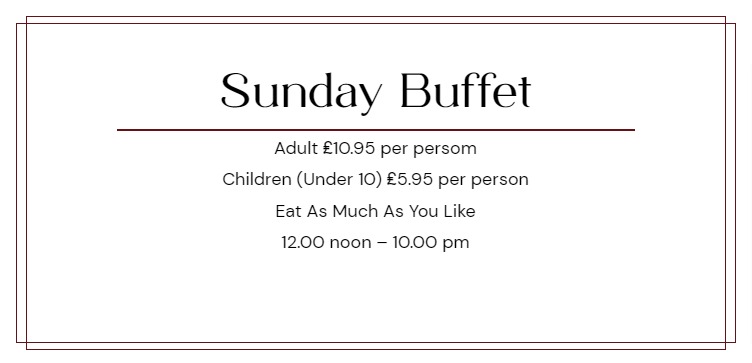 Sunday Buffet
Adult £10.95 per persom
Children (Under 10) £5.95 per person
Eat As Much As You Like
12.00 noon – 10.00 pm